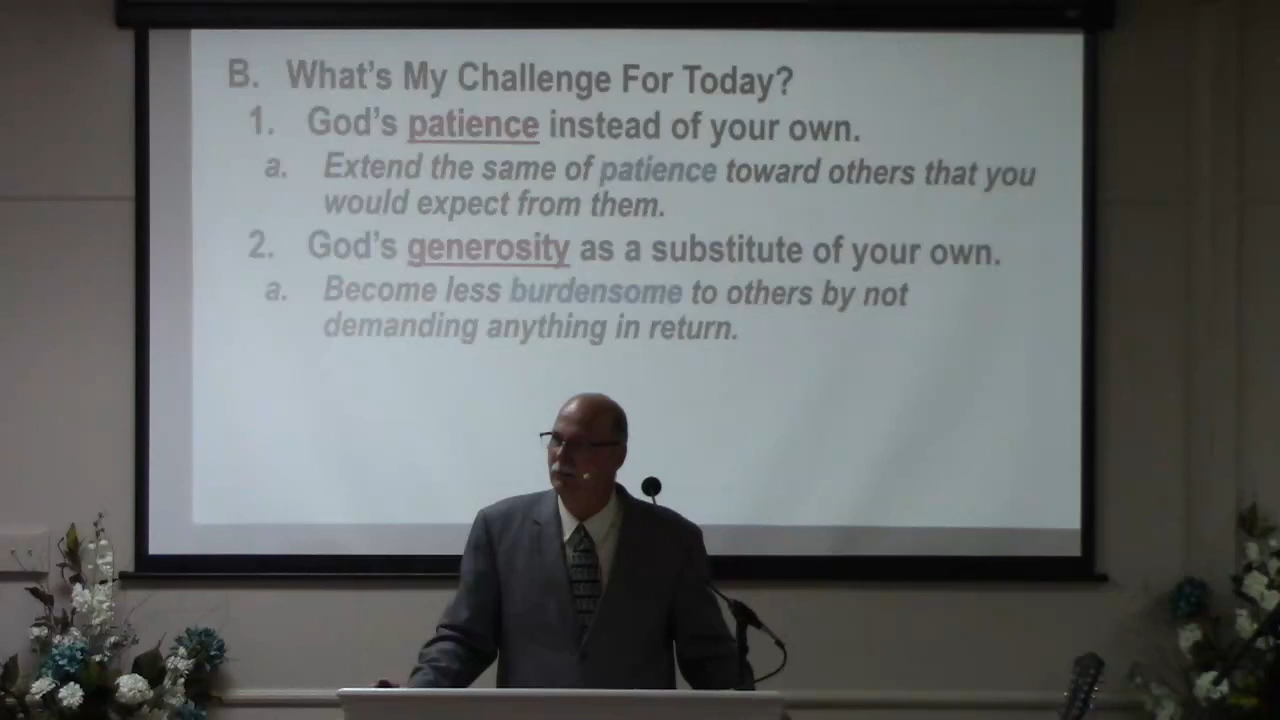 B. What's My Challenge For Today?
1. God's patience instead of your own.
a. Extend the same of patience toward others that you
would expect from them.
2. God's generosity as a substitute of your own.
a. Become less burdensome to others by not
demanding anything in return.